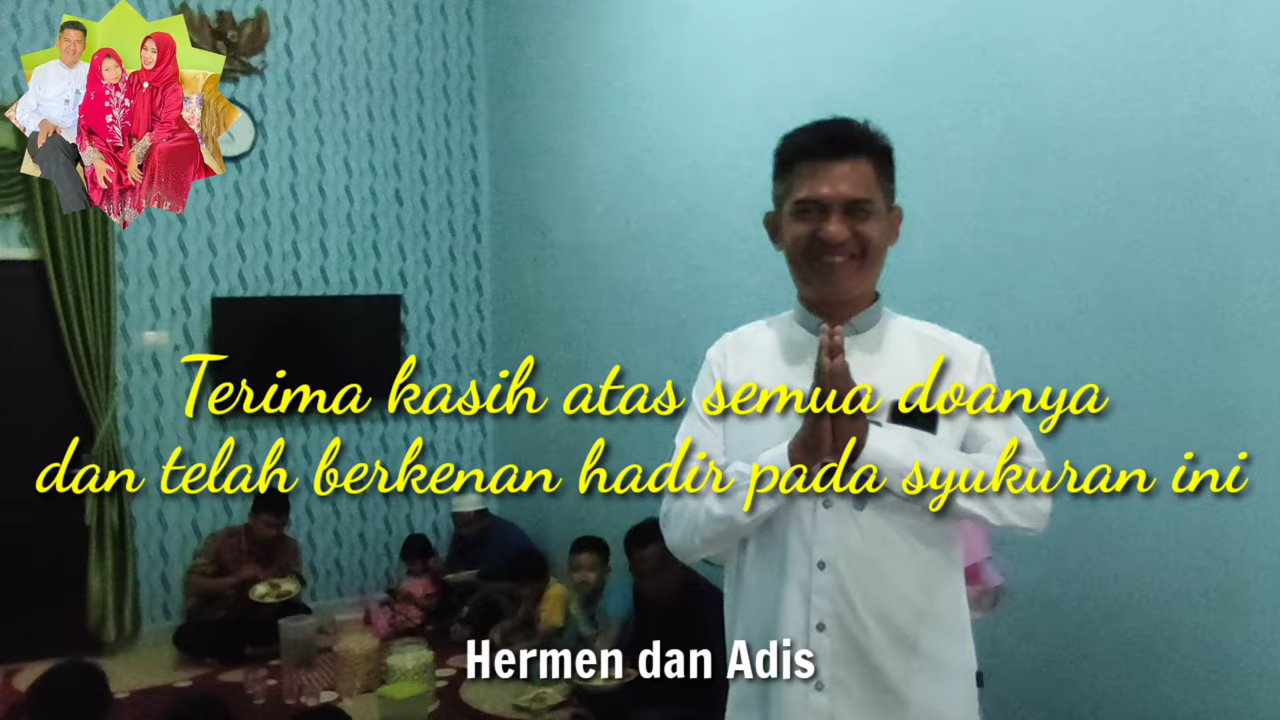 Terima kasih atas semua doanya
dan telah berkenan hadir pada syukuran ini
Hermen dan Adis